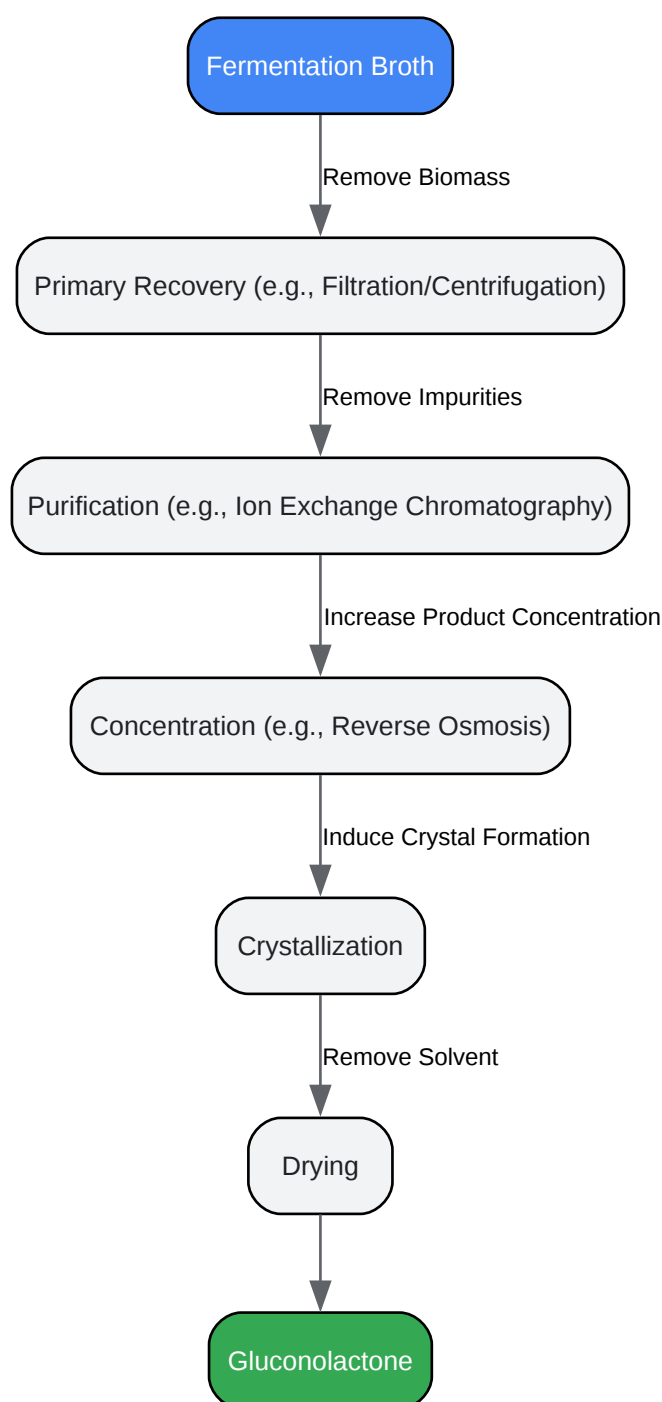 Fermentation Broth
Remove Biomass
Primary Recovery (e.g., Filtration/Centrifugation)
Remove Impurities
Purification (e.g., Ion Exchange Chromatography)
Increase Product Concentration
Concentration (e.g., Reverse Osmosis)
Induce Crystal Formation
Crystallization
Remove Solvent
Drying
Gluconolactone